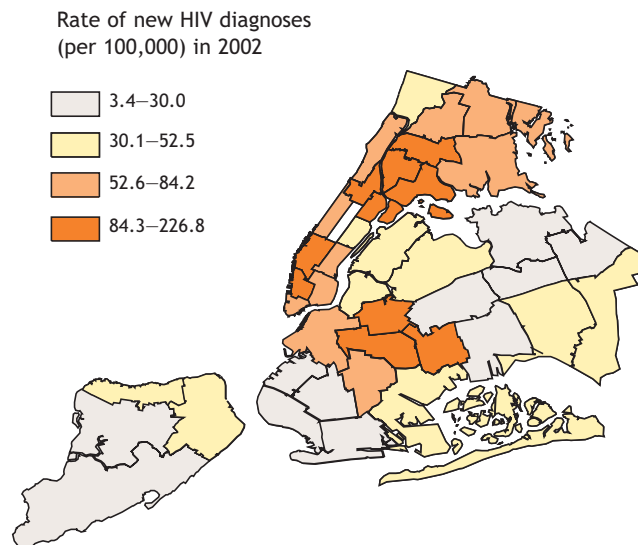 Rate of new HIV diagnoses
(per 100,000) in 2002
3.4—30.0
30.1—52.5
52.6—84.2
84.3—226.8